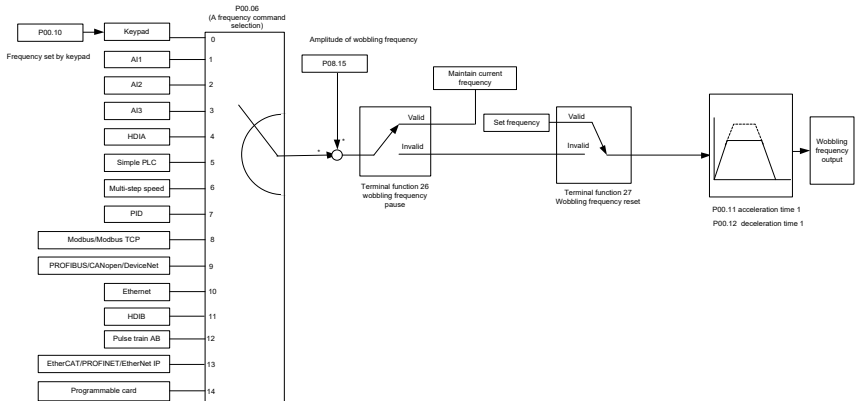 P00.06
(A frequency command
selection)
P00.10
Keypad
0
Frequency set by keypad
AI1
1
AI2
2
AI3
3
HDIA
4
Simple PLC
5
Multi-step speed
6
PID
7
Modbus/Modbus TCP
8
PROFIBUS/CANopen/DeviceNet
9
Ethernet
10
HDIB
11
Pulse train AB
12
EtherCAT/PROFINET/EtherNet IP
13
Programmable card
14
Amplitude of wobbling frequency
P08.15
*
*
Valid
Invalid
Terminal function 26
wobbling frequency
pause
Maintain current
frequency
Set frequency
Valid
Invalid
Terminal function 27
Wobbling frequency reset
P00.11 acceleration time 1
P00.12 deceleration time 1
Wobbling
frequency
output